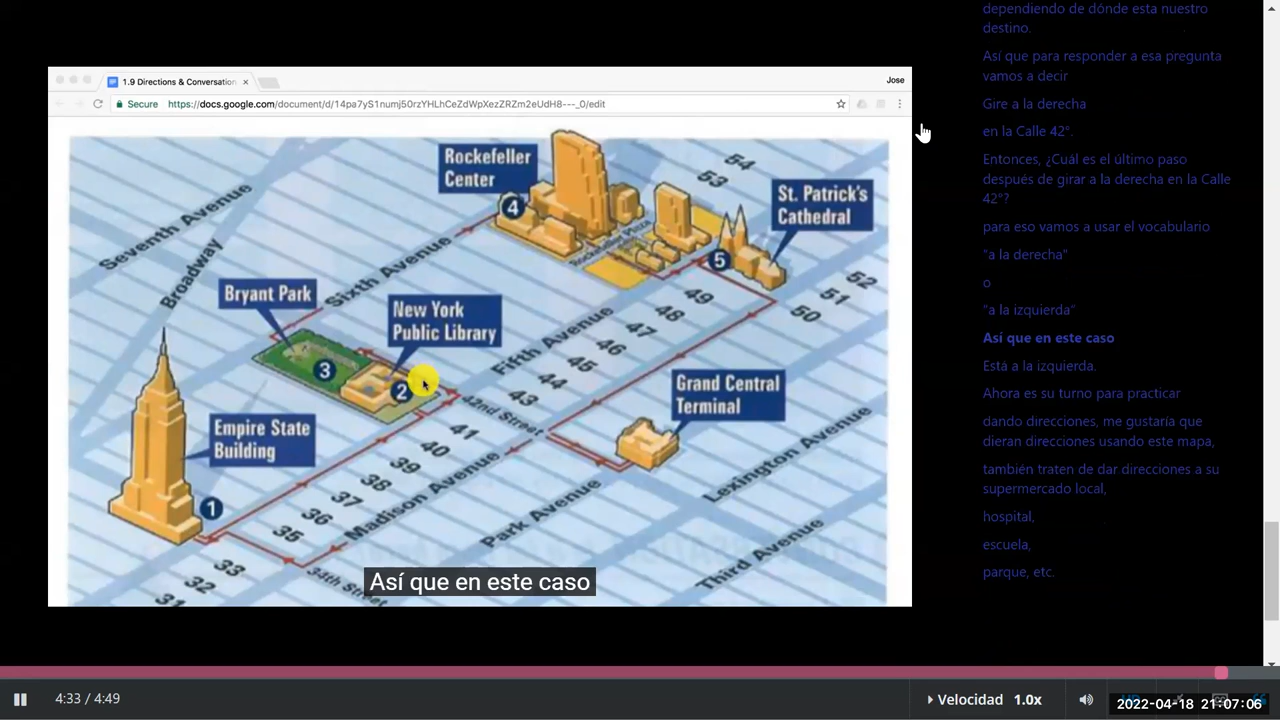 dependiendo de dónde esta nuestro
destino.
Así que para responder a esa pregunta
vamos a decir
Gire a la derecha
en la Calle 42°.
Entonces, ¿Cuál es el último paso
después de girar a la derecha en la Calle
42°?
para eso vamos a usar el vocabulario
"a la derecha"
o
"a la izquierda"
Así que en este caso
Está a la izquierda.
Ahora es su turno para practicar
dando direcciones, me gustaría que
dieran direcciones usando este mapa,
también traten de dar direcciones a su
supermercado local,
hospital,
escuela,
parque, etc.
1.9 Directions & Conversation
Jose
Secure
https://docs.google.com/document/d/14pa7yS1numj50rzYHLhCeZdWpXezZRZm2eUdH8---_0/edit
Rockefeller
Center
4
54
53
St. Patrick's
Cathedral
5
Rockefeller Plaza
Seventh Avenue
Broadway
Sixth Avenue
Bryant Park
3
New York
Public Library
2
Fifth Avenue
52
51
50
49
48
47
46
45
44
43
42nd Street
41
40
39
38
37
36
35
34th Street
33
32
31
Grand Central
Terminal
Empire State
Building
1
Madison Avenue
Park Avenue
Lexington Avenue
Third Avenue
Así que en este caso
4:33 / 4:49
Velocidad 1.0x
2022-04-18 21:07:06